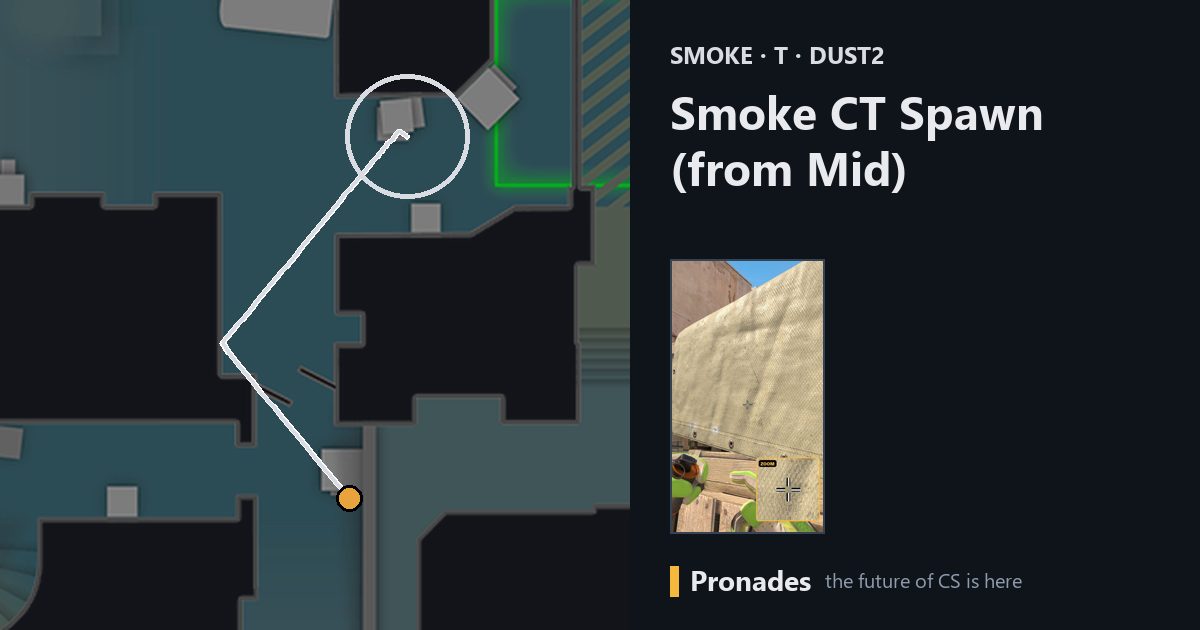 SMOKE · T · DUST2
Smoke CT Spawn
(from Mid)
ZOOM
Pronades the future of CS is here